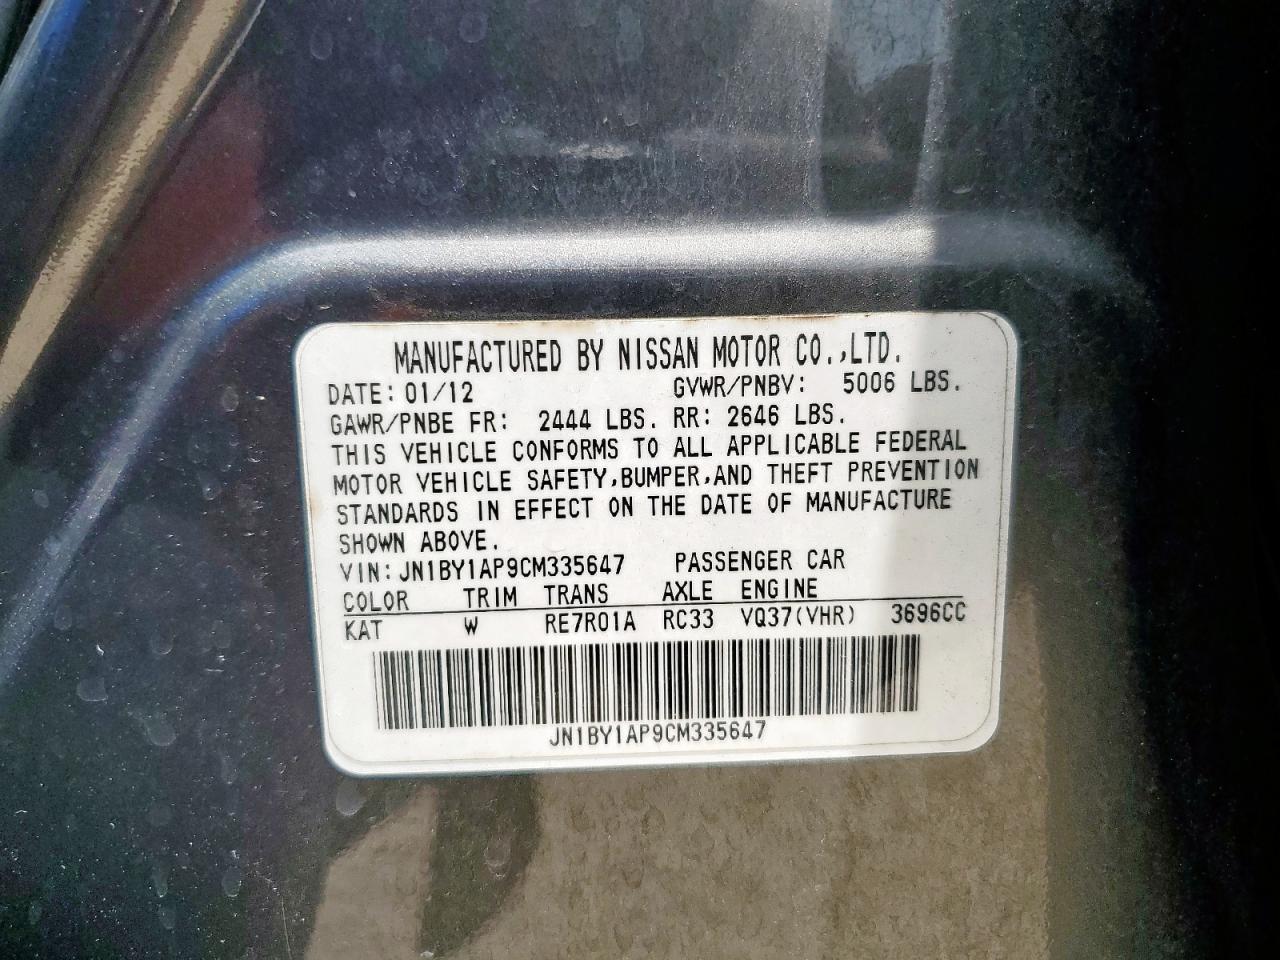 MANUFACTURED BY NISSAN MOTOR CO.,LTD.
DATE: 01/12 GVWR/PNBV: 5006 LBS.
GAWR/PNBE FR: 2444 LBS. RR: 2646 LBS.
THIS VEHICLE CONFORMS TO ALL APPLICABLE FEDERAL
MOTOR VEHICLE SAFETY,BUMPER,AND THEFT PREVENTION
STANDARDS IN EFFECT ON THE DATE OF MANUFACTURE
SHOWN ABOVE.
VIN:JN1BY1AP9CM335647 PASSENGER CAR
COLOR TRIM TRANS AXLE ENGINE
KAT W RE7R01A RC33 VQ37(VHR) 3696CC
JN1BY1AP9CM335647